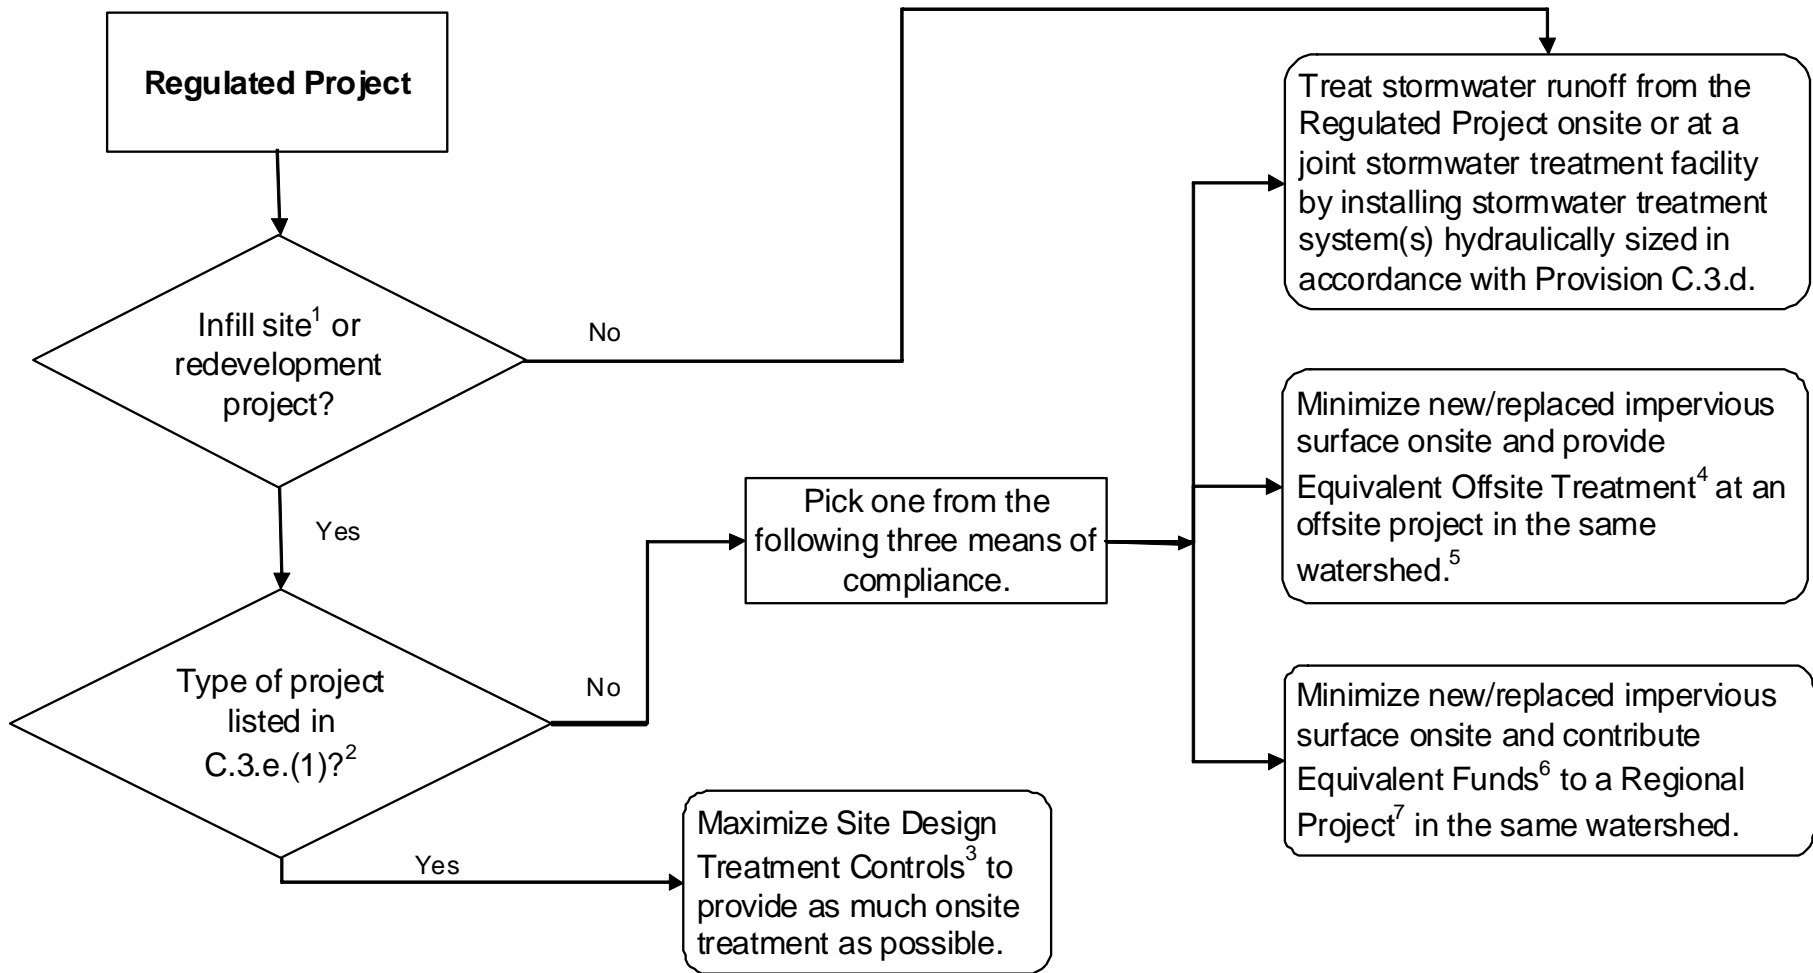 Regulated Project
Infill site¹ or
redevelopment
project?
No
Yes
Type of project
listed in
C.3.e.(1)?²
No
Yes
Maximize Site Design
Treatment Controls³ to
provide as much onsite
treatment as possible.
Pick one from the
following three means of
compliance.
Treat stormwater runoff from the
Regulated Project onsite or at a
joint stormwater treatment facility
by installing stormwater treatment
system(s) hydraulically sized in
accordance with Provision C.3.d.
Minimize new/replaced impervious
surface onsite and provide
Equivalent Offsite Treatment⁴ at an
offsite project in the same
watershed.⁵
Minimize new/replaced impervious
surface onsite and contribute
Equivalent Funds⁶ to a Regional
Project⁷ in the same watershed.